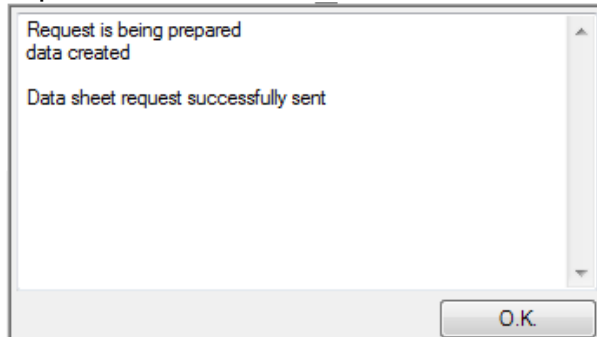 Request is being prepared
data created
Data sheet request successfully sent
O.K.